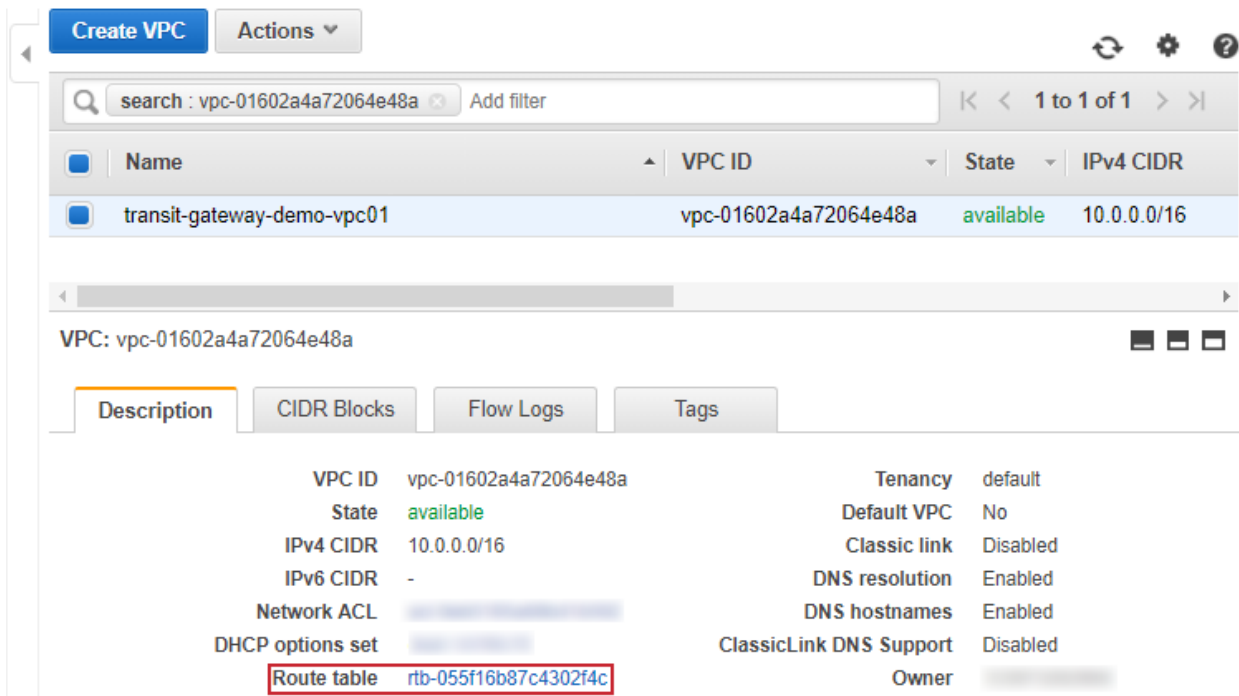 Create VPC Actions
search : vpc-01602a4a72064e48a Add filter 1 to 1 of 1
Name VPC ID State IPv4 CIDR
transit-gateway-demo-vpc01 vpc-01602a4a72064e48a available 10.0.0.0/16
VPC: vpc-01602a4a72064e48a
Description CIDR Blocks Flow Logs Tags
VPC ID vpc-01602a4a72064e48a Tenancy default
State available Default VPC No
IPv4 CIDR 10.0.0.0/16 Classic link Disabled
IPv6 CIDR - DNS resolution Enabled
Network ACL DNS hostnames Enabled
DHCP options set ClassicLink DNS Support Disabled
Route table rtb-055f16b87c4302f4c Owner